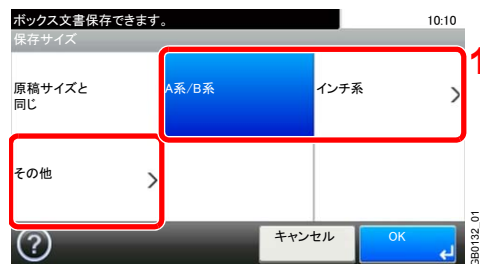 ボックス文書保存できます。
10:10
保存サイズ
原稿サイズと
同じ
A系/B系
インチ系
1
その他
?
キャンセル
OK
GB0132_01